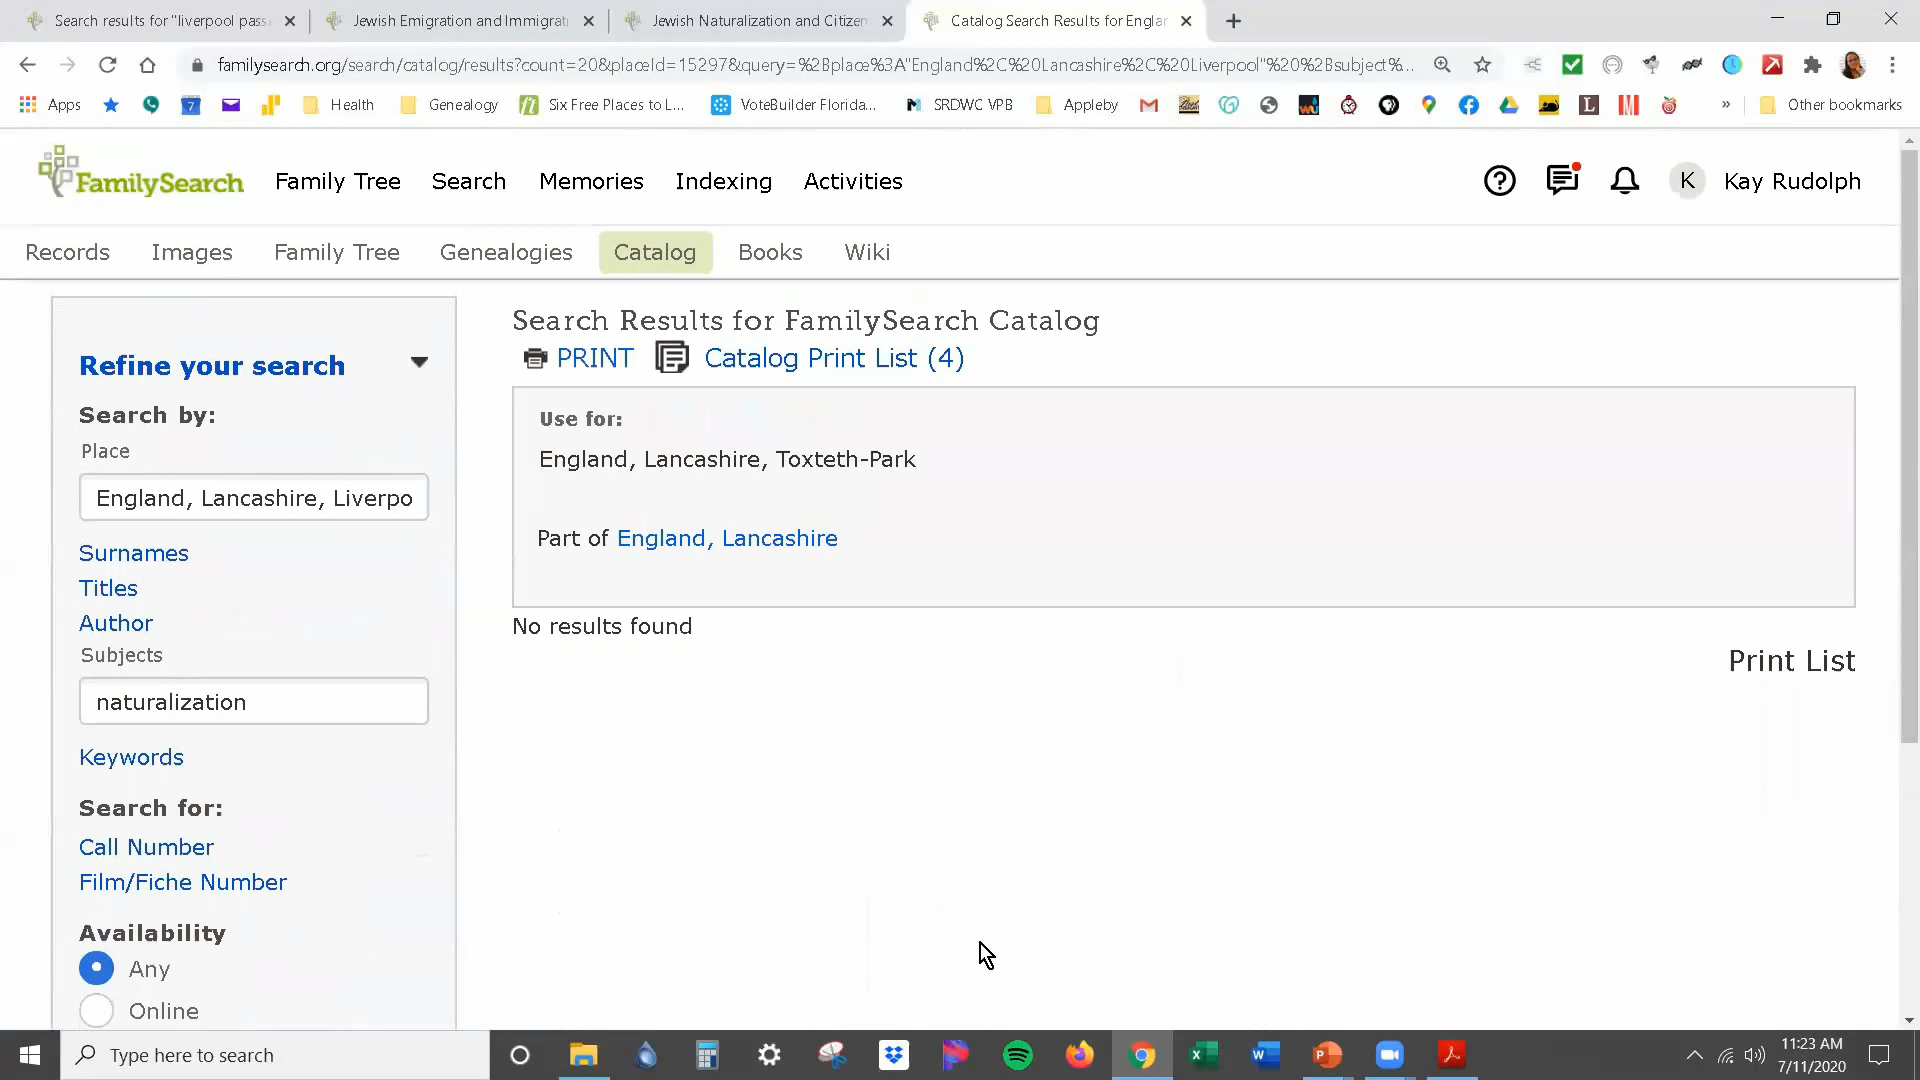 Search results for "liverpool pass
Jewish Emigration and Immigrati
Jewish Naturalization and Citizen
Catalog Search Results for Englan
familysearch.org/search/catalog/results?count=20&placeId=15297&query=%2Bplace%3A"England%2C%20Lancashire%2C%20Liverpool"%20%2Bsubject%...
Apps
7
Health
Genealogy
Six Free Places to L...
VoteBuilder Florida...
SRDWC VPB
Appleby
L
»
Other bookmarks
FamilySearch
Family Tree
Search
Memories
Indexing
Activities
K
Kay Rudolph
Records
Images
Family Tree
Genealogies
Catalog
Books
Wiki
Refine your search
Search by:
Place
England, Lancashire, Liverpo
Surnames
Titles
Author
Subjects
naturalization
Keywords
Search for:
Call Number
Film/Fiche Number
Availability
Any
Online
Search Results for FamilySearch Catalog
PRINT
Catalog Print List (4)
Use for:
England, Lancashire, Toxteth-Park
Part of England, Lancashire
No results found
Print List
Type here to search
11:23 AM
7/11/2020